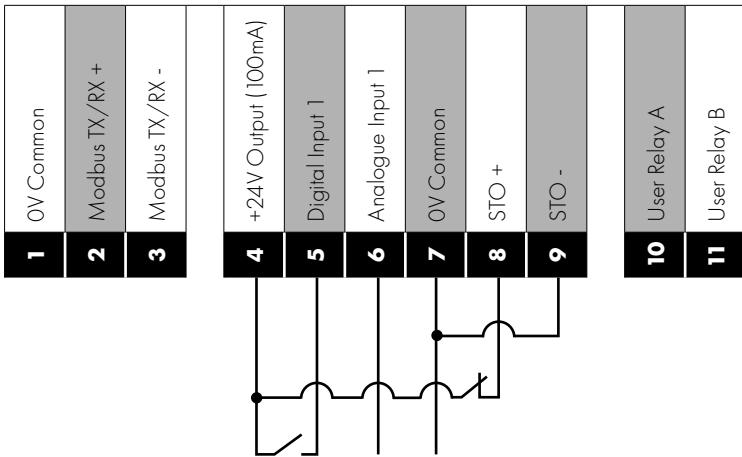 0V Common
Modbus TX/RX +
Modbus TX/RX -
+24V Output (100mA)
Digital Input 1
Analogue Input 1
0V Common
STO +
STO -
User Relay A
User Relay B
1
2
3
4
5
6
7
8
9
10
11